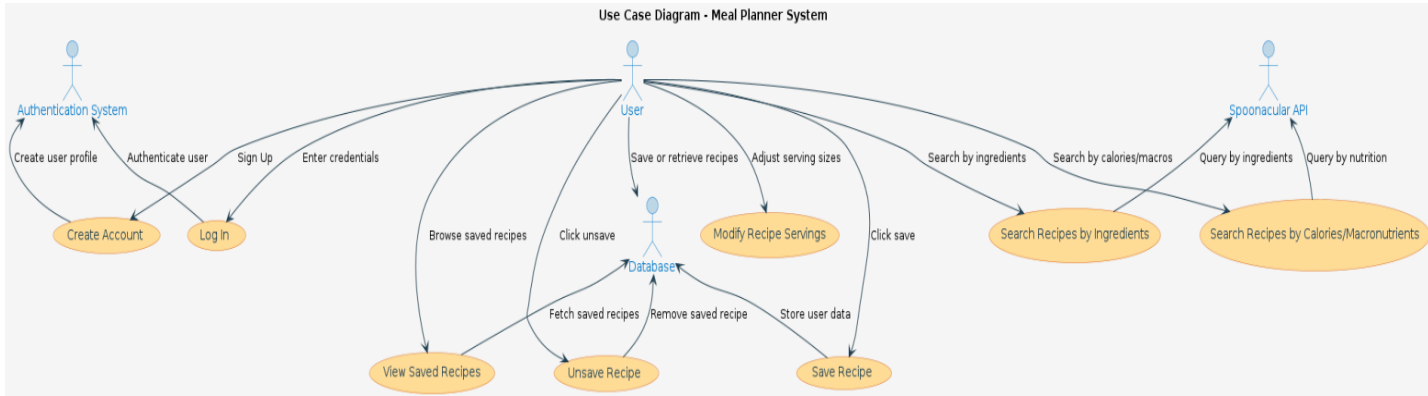 Use Case Diagram - Meal Planner System
Authentication System
User
Spoonacular API
Create user profile
Authenticate user
Sign Up
Enter credentials
Save or retrieve recipes
Adjust serving sizes
Search by ingredients
Search by calories/macros
Query by ingredients
Query by nutrition
Create Account
Log In
Browse saved recipes
Click unsave
Modify Recipe Servings
Click save
Search Recipes by Ingredients
Search Recipes by Calories/Macronutrients
Database
Fetch saved recipes
Remove saved recipe
Store user data
View Saved Recipes
Unsave Recipe
Save Recipe